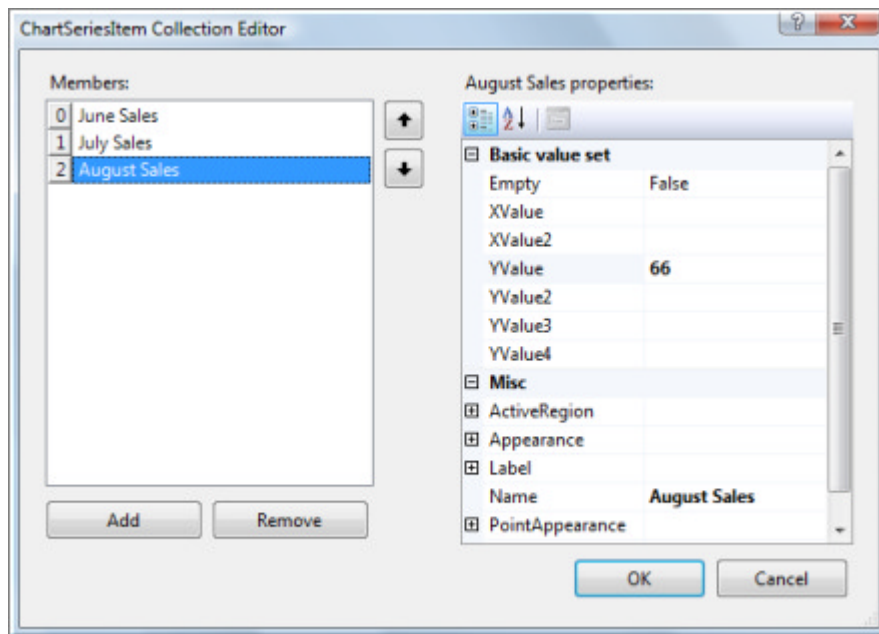 ChartSeriesItem Collection Editor
Members:
0 June Sales
1 July Sales
2 August Sales
Add Remove
August Sales properties:
Basic value set
Empty False
XValue
XValue2
YValue 66
YValue2
YValue3
YValue4
Misc
ActiveRegion
Appearance
Label
Name August Sales
PointAppearance
OK Cancel